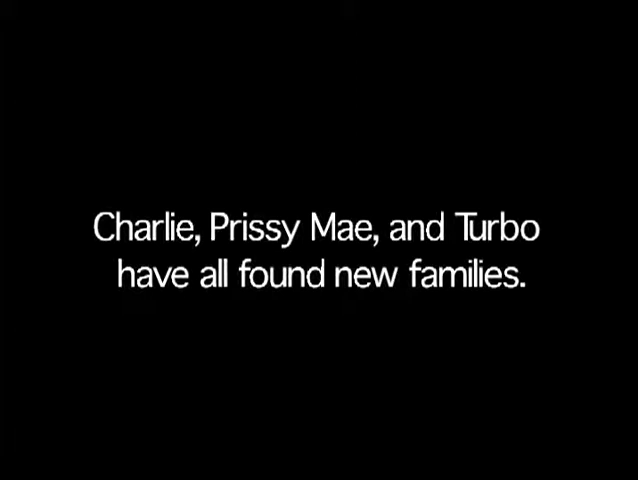 Charlie, Prissy Mae, and Turbo
have all found new families.